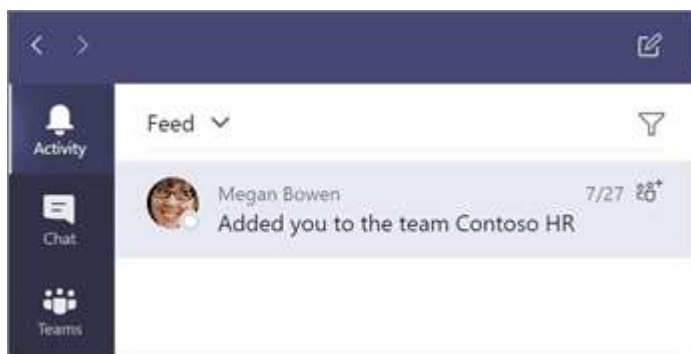 Activity
Feed
Megan Bowen 7/27
Added you to the team Contoso HR
Chat
Teams